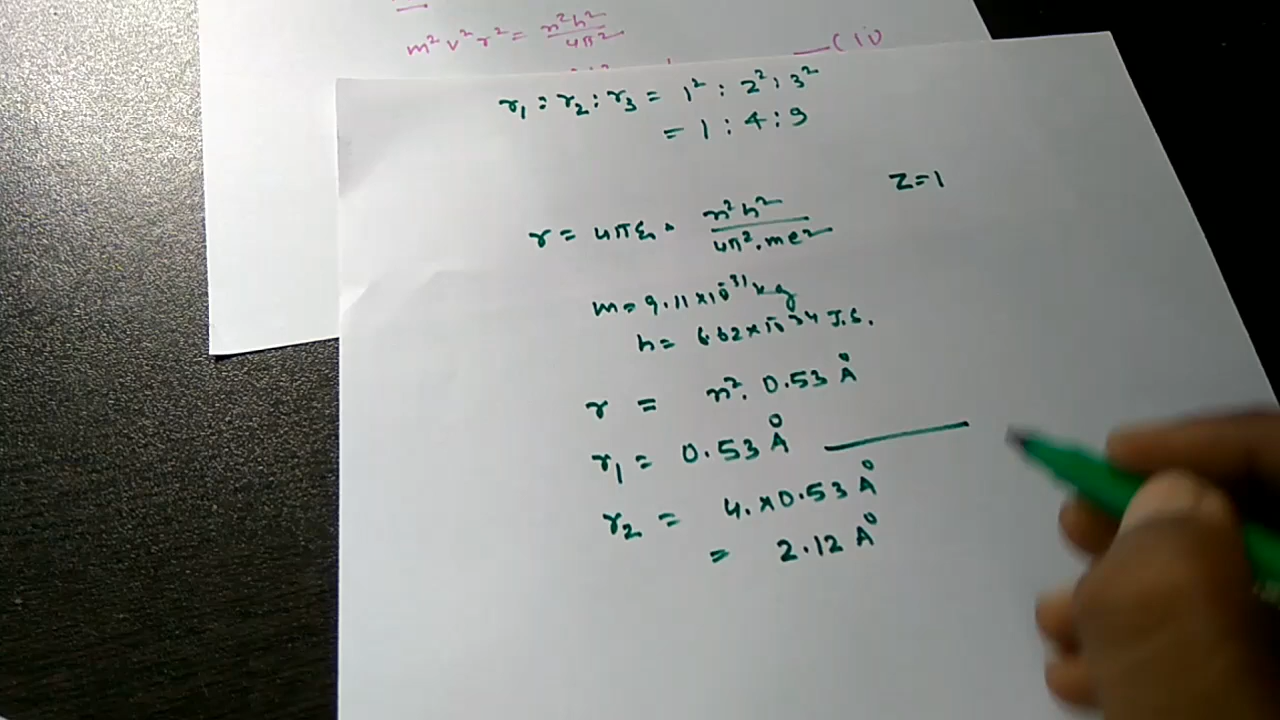 m²v²r² = n²h²/4π²
—(ii)
r₁ : r₂ : r₃ = 1² : 2² : 3²
= 1 : 4 : 9
Z=1
r = 4πε₀ · n²h²/4π².me²
m = 9.11×10⁻³¹ kg
h = 6.62×10⁻³⁴ J.S.
r = n². 0.53 Å
r₁ = 0.53 Å
r₂ = 4.×0.53 Å
= 2.12 Å